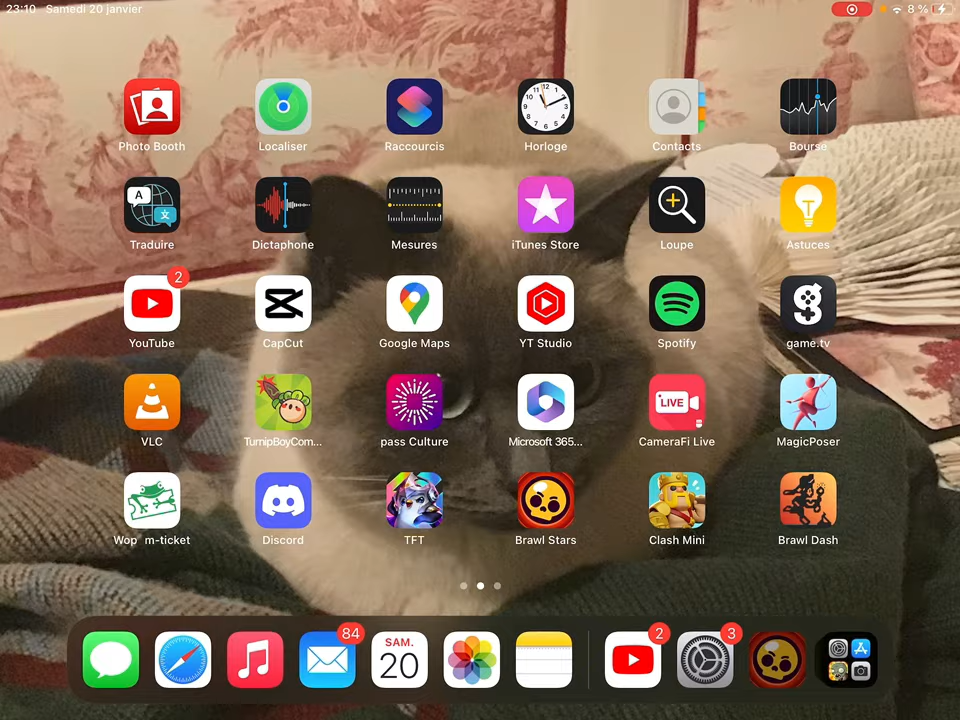 23:10 Samedi 20 janvier
8 %
Photo Booth
Localiser
Raccourcis
Horloge
Contacts
Bourse
Traduire
Dictaphone
Mesures
iTunes Store
Loupe
Astuces
2
YouTube
CapCut
Google Maps
YT Studio
Spotify
game.tv
LIVE
VLC
TurnipBoyCom...
pass Culture
Microsoft 365...
CameraFi Live
MagicPoser
Wop m-ticket
Discord
TFT
Brawl Stars
Clash Mini
Brawl Dash
84
SAM.
20
2
3